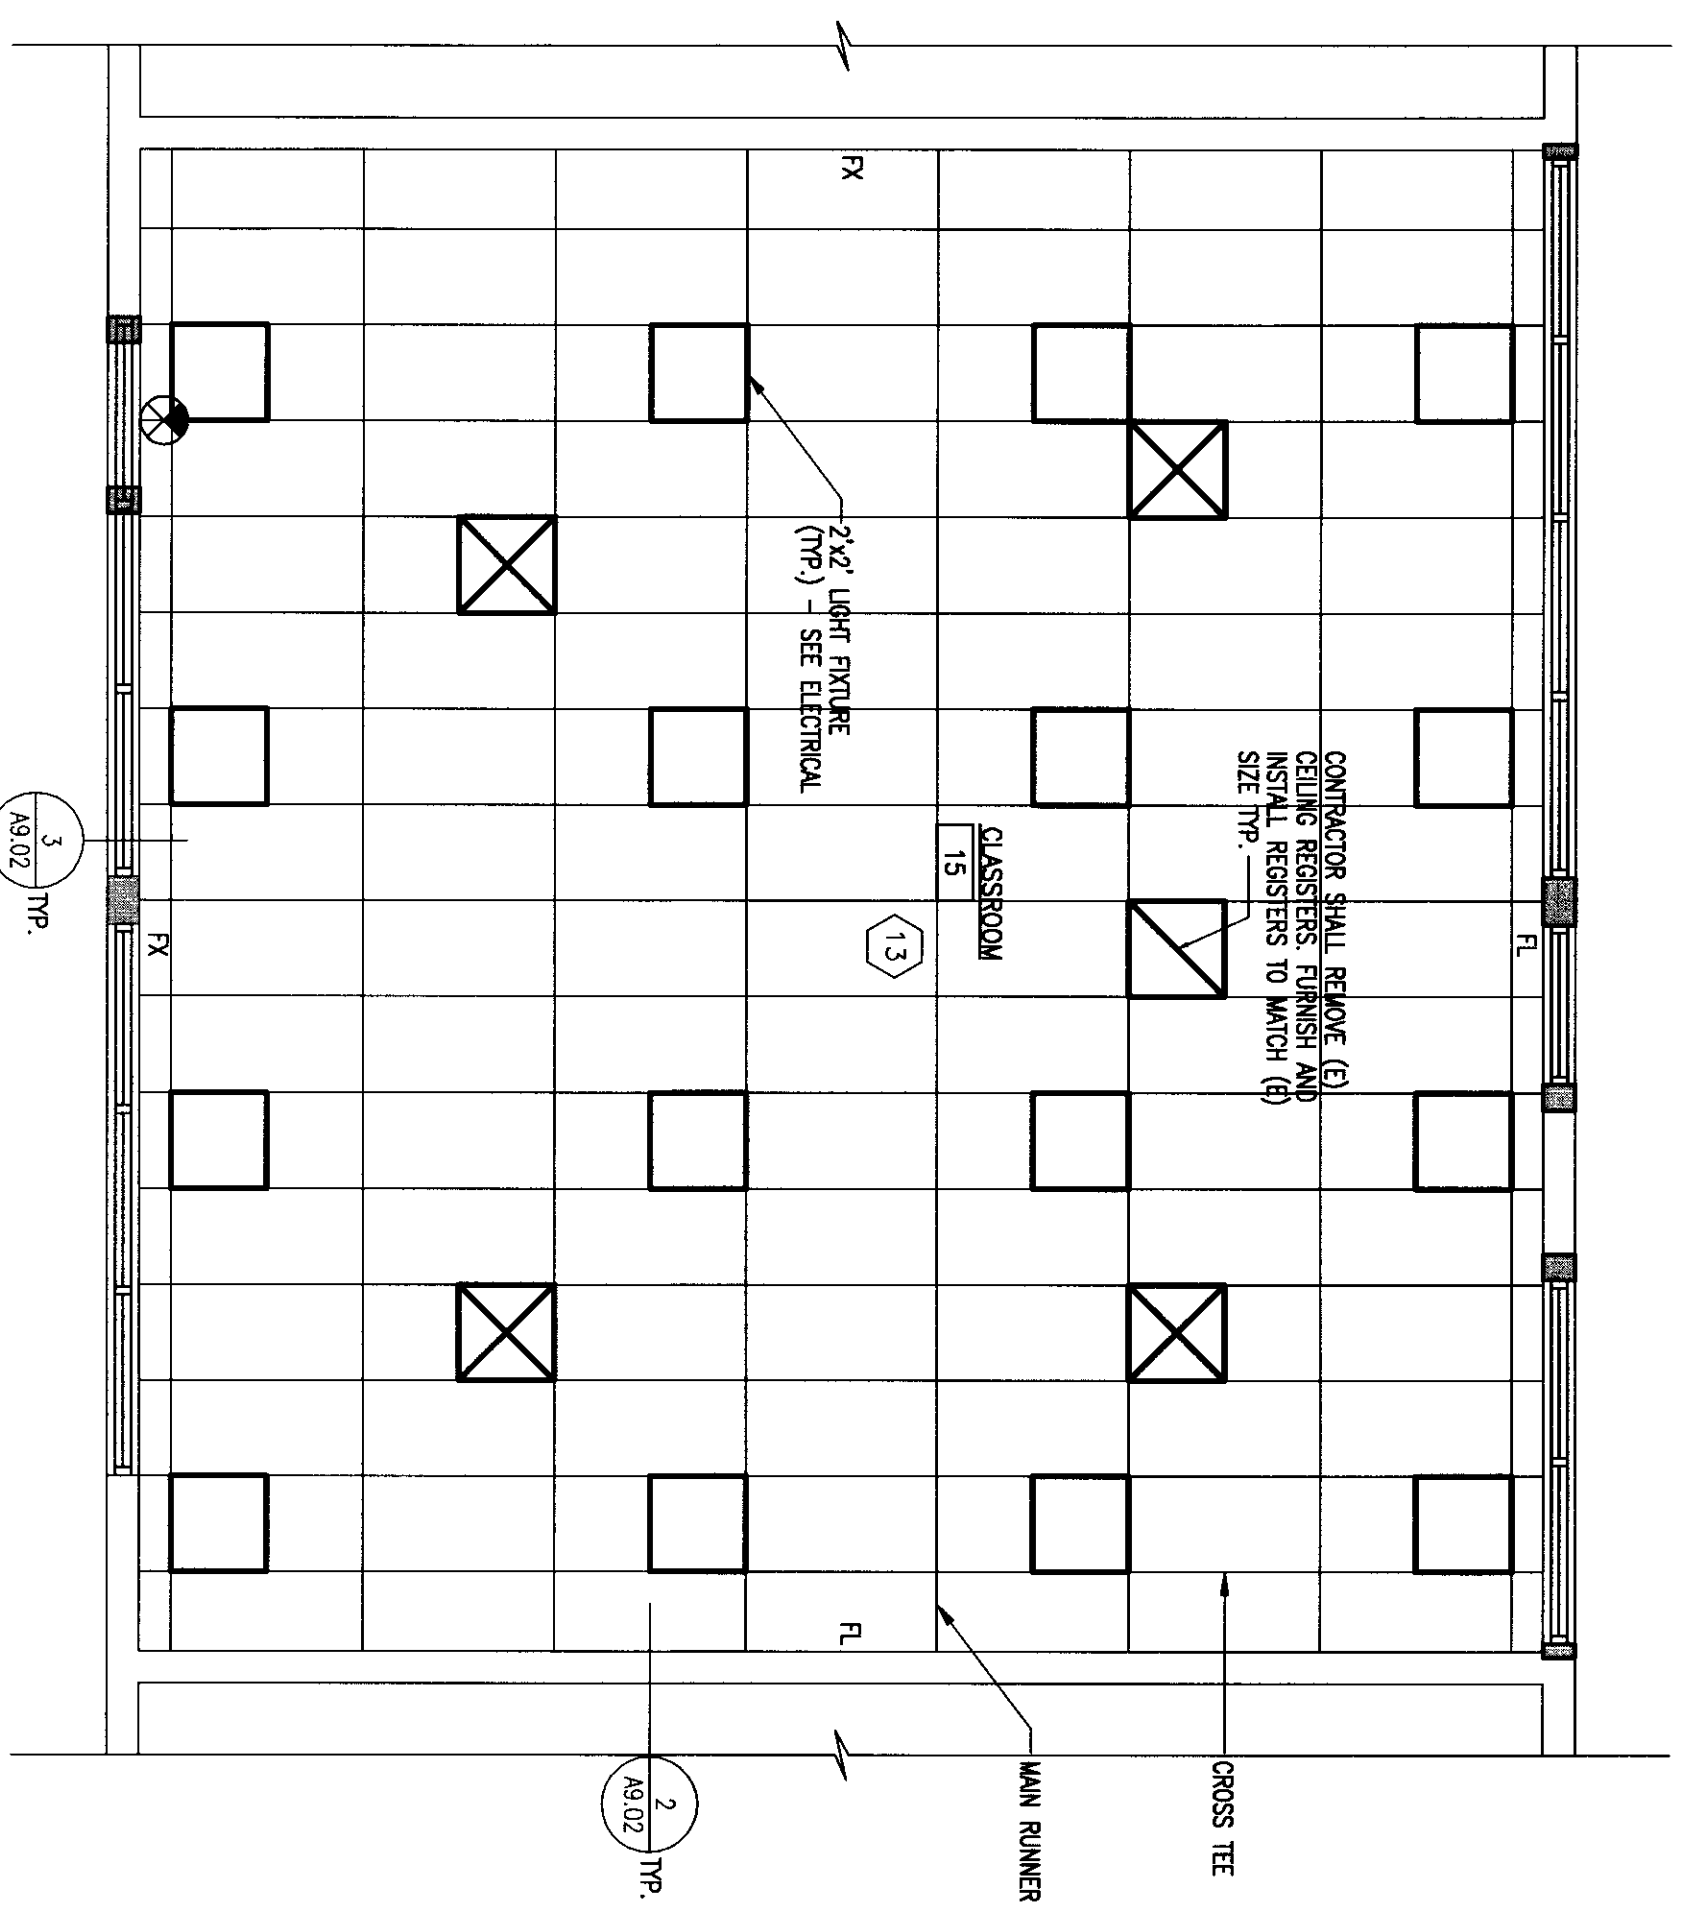 FX
2'x2' LIGHT FIXTURE
(TYP.) – SEE ELECTRICAL
CONTRACTOR SHALL REMOVE (E)
CEILING REGISTERS. FURNISH AND
INSTALL REGISTERS TO MATCH (E)
SIZE TYP.
CLASSROOM
15
13
FL
FX
3
A9.02
TYP.
FL
CROSS TEE
MAIN RUNNER
2
A9.02
TYP.